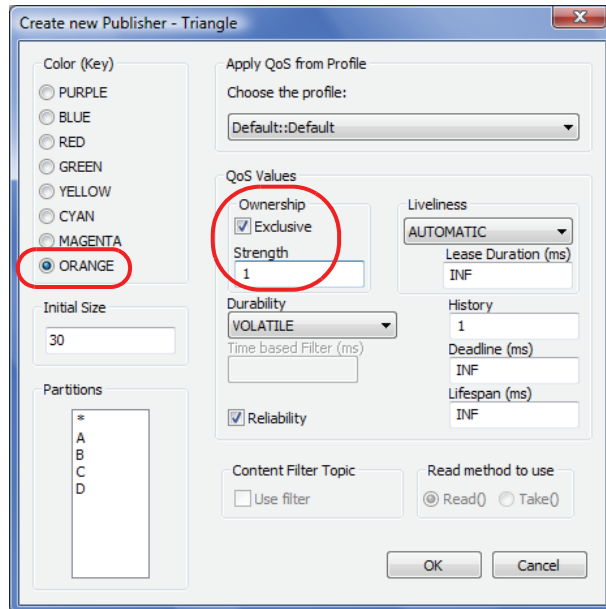 Create new Publisher - Triangle
Color (Key)
PURPLE
BLUE
RED
GREEN
YELLOW
CYAN
MAGENTA
ORANGE
Initial Size
30
Partitions
*
A
B
C
D
Apply QoS from Profile
Choose the profile:
Default::Default
QoS Values
Ownership
Exclusive
Strength
1
Liveliness
AUTOMATIC
Lease Duration (ms)
INF
Durability
VOLATILE
Time based Filter (ms)
Reliability
History
1
Deadline (ms)
INF
Lifespan (ms)
INF
Content Filter Topic
Use filter
Read method to use
Read()
Take()
OK
Cancel